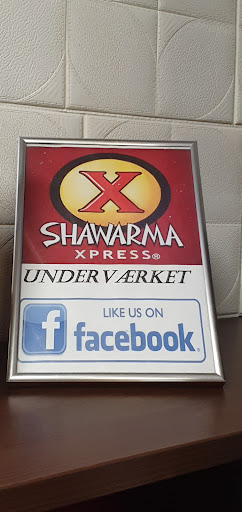 X
SHAWARMA
XPRESS®
UNDERVÆRKET
LIKE US ON
f facebook®